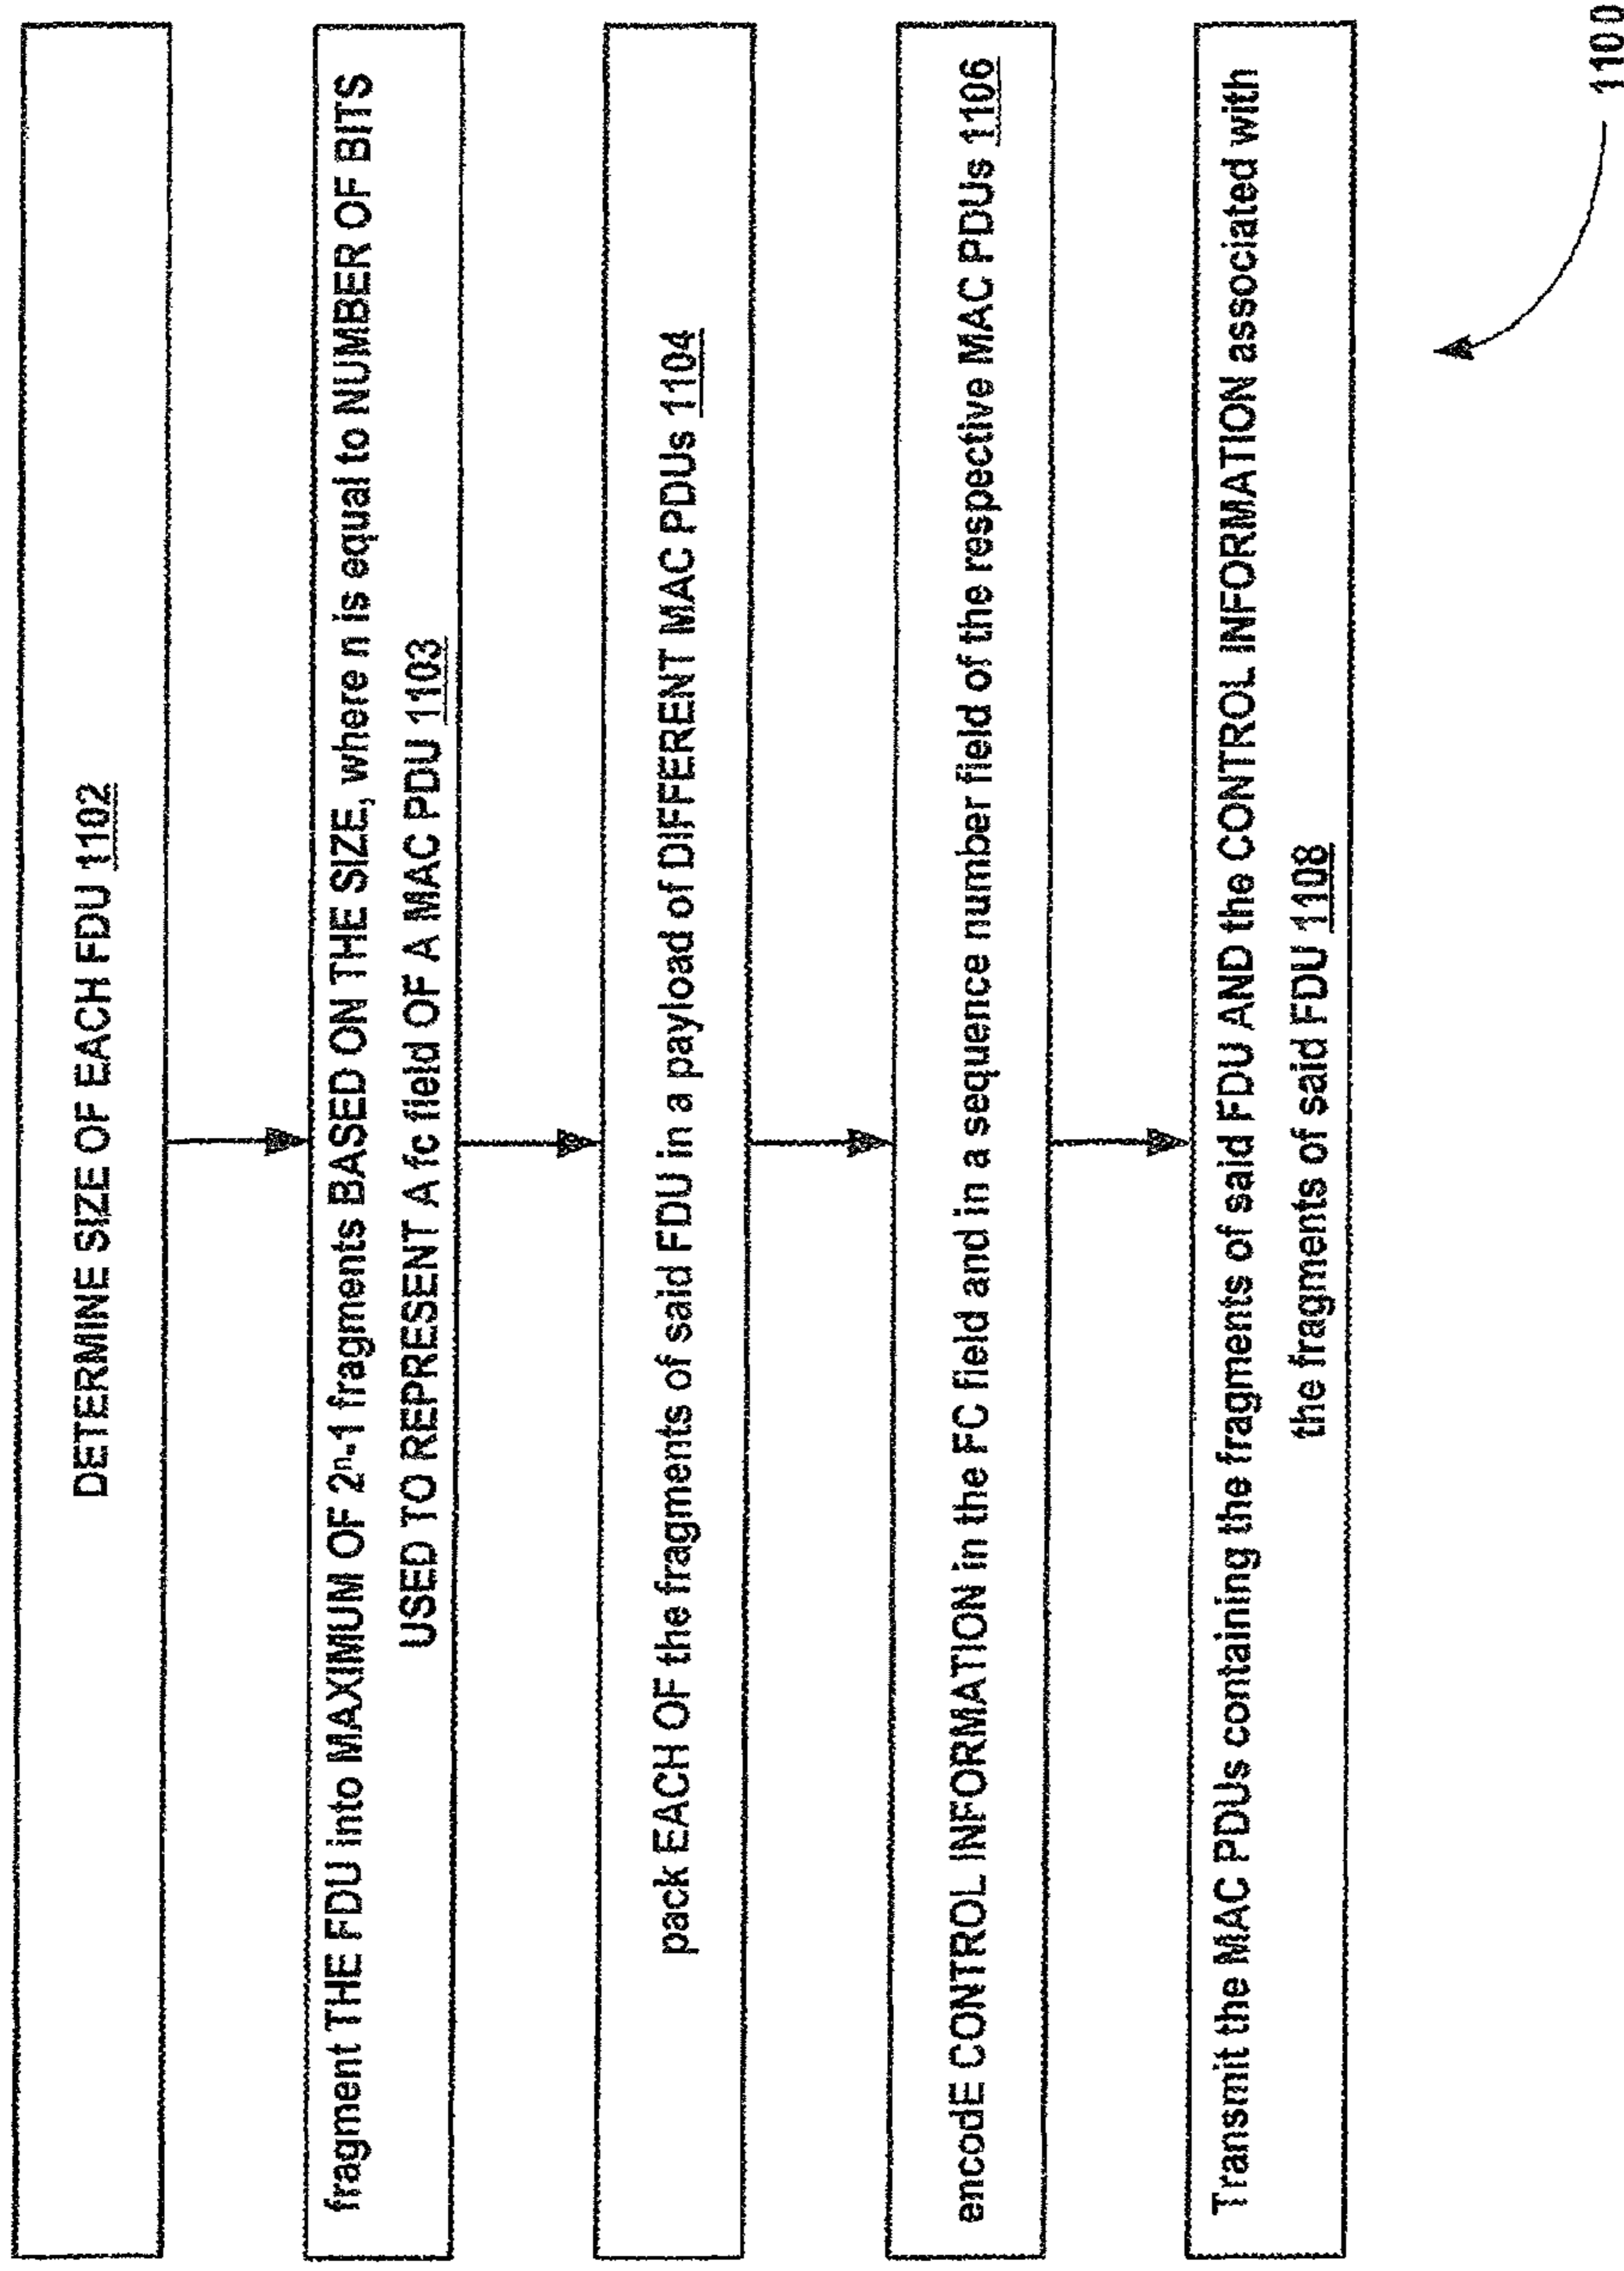 DETERMINE SIZE OF EACH FDU 1102
fragment THE FDU into MAXIMUM OF 2ⁿ-1 fragments BASED ON THE SIZE, where n is equal to NUMBER OF BITS
USED TO REPRESENT A fc field OF A MAC PDU 1103
pack EACH OF the fragments of said FDU in a payload of DIFFERENT MAC PDUs 1104
encodE CONTROL INFORMATION in the FC field and in a sequence number field of the respective MAC PDUs 1106
Transmit the MAC PDUs containing the fragments of said FDU AND the CONTROL INFORMATION associated with
the fragments of said FDU 1108
1100